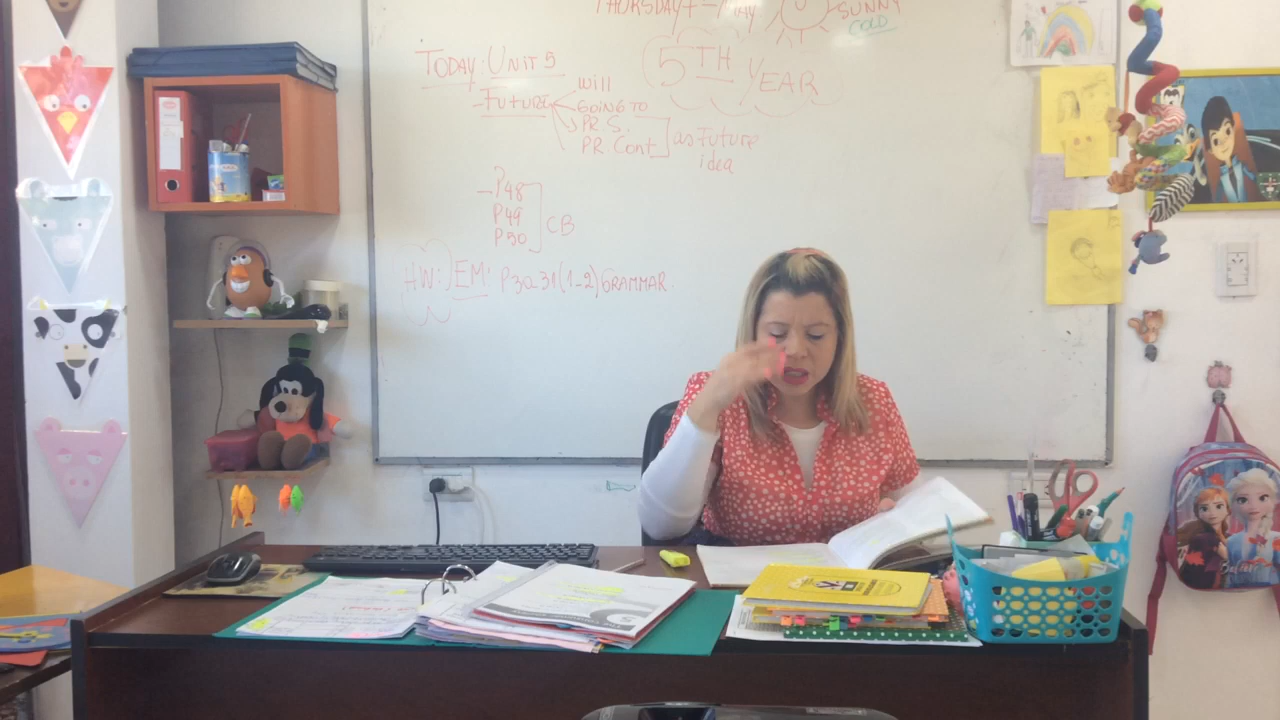 THURSDAY
MAY
SUNNY
COLD
5TH YEAR
TODAY: UNIT 5
- FUTURE
will
GOING TO
PR S.
PR Cont
as Future
idea
- P48
P49
P50
CB
HW: EM: P30-31(1-2) GRAMMAR.